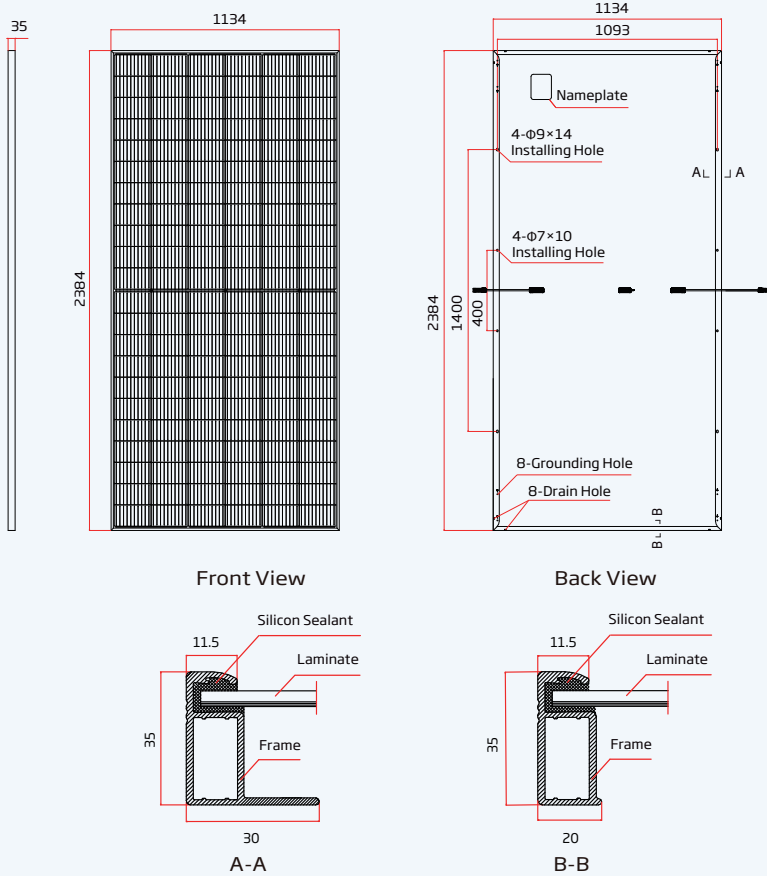 35
1134
2384
Front View
1134
1093
Nameplate
4-Φ9×14
Installing Hole
A
A
4-Φ7×10
Installing Hole
2384
1400
400
8-Grounding Hole
8-Drain Hole
B
B
Back View
Silicon Sealant
11.5
Laminate
35
Frame
30
A-A
Silicon Sealant
11.5
Laminate
35
Frame
20
B-B